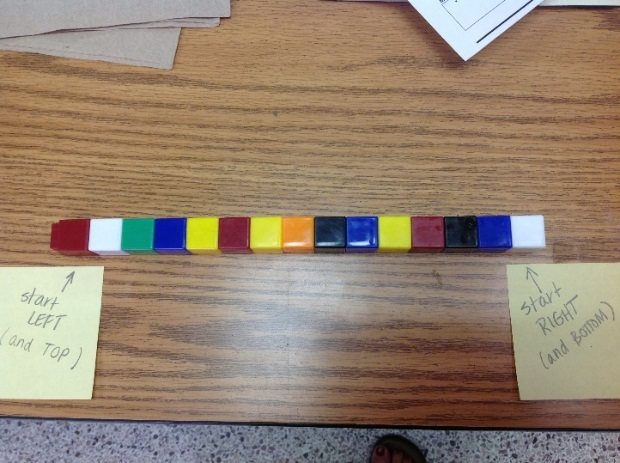 start
LEFT
(and TOP)
start
RIGHT
(and BOTTOM)